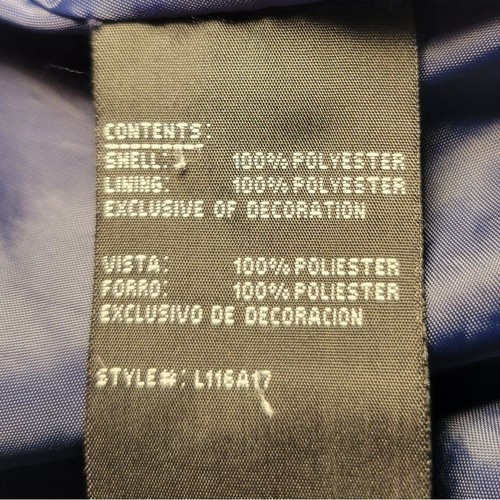 CONTENTS:
SHELL: 100% POLYESTER
LINING: 100% POLYESTER
EXCLUSIVE OF DECORATION
VISTA: 100% POLIESTER
FORRO: 100% POLIESTER
EXCLUSIVO DE DECORACION
STYLE#: L116A17